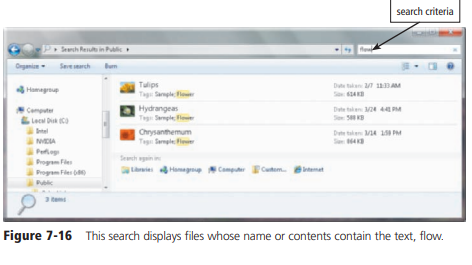 search criteria
Search Results in Public
flow
Organize
Save search
Burn
Homegroup
Computer
Local Disk (C:)
Intel
NVIDIA
PerfLogs
Program Files
Program Files (x86)
Public
Tulips
Tags: Sample; Flower
Date taken: 2/7 11:33 AM
Size: 614 KB
Hydrangeas
Tags: Sample; Flower
Date taken: 3/24 4:41 PM
Size: 588 KB
Chrysanthemum
Tags: Sample; Flower
Date taken: 3/14 1:59 PM
Size: 864 KB
Search again in:
Libraries
Homegroup
Computer
Custom...
Internet
3 items
Figure 7-16 This search displays files whose name or contents contain the text, flow.